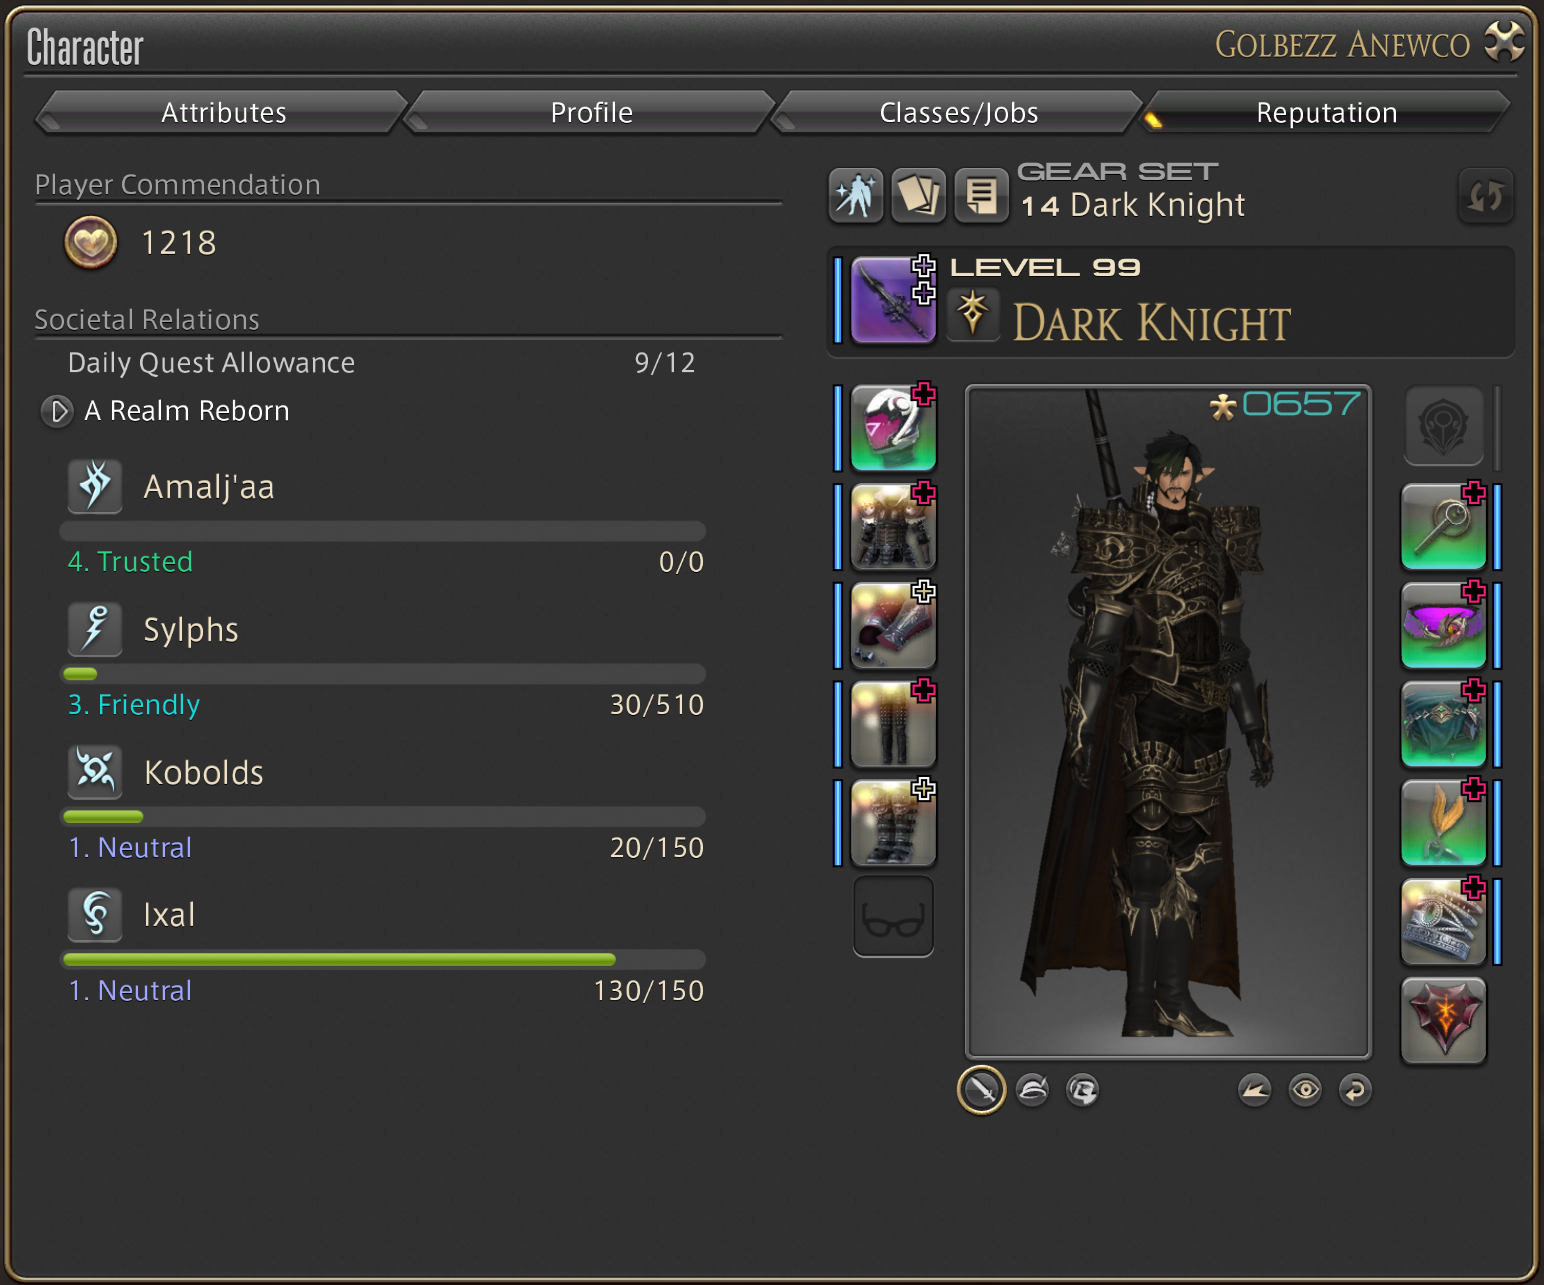 Character
GOLBEZZ ANEWCO
Attributes
Profile
Classes/Jobs
Reputation
Player Commendation
1218
Societal Relations
Daily Quest Allowance 9/12
A Realm Reborn
Amalj'aa
4. Trusted 0/0
Sylphs
3. Friendly 30/510
Kobolds
1. Neutral 20/150
Ixal
1. Neutral 130/150
GEAR SET
14 Dark Knight
LEVEL 99
DARK KNIGHT
0657